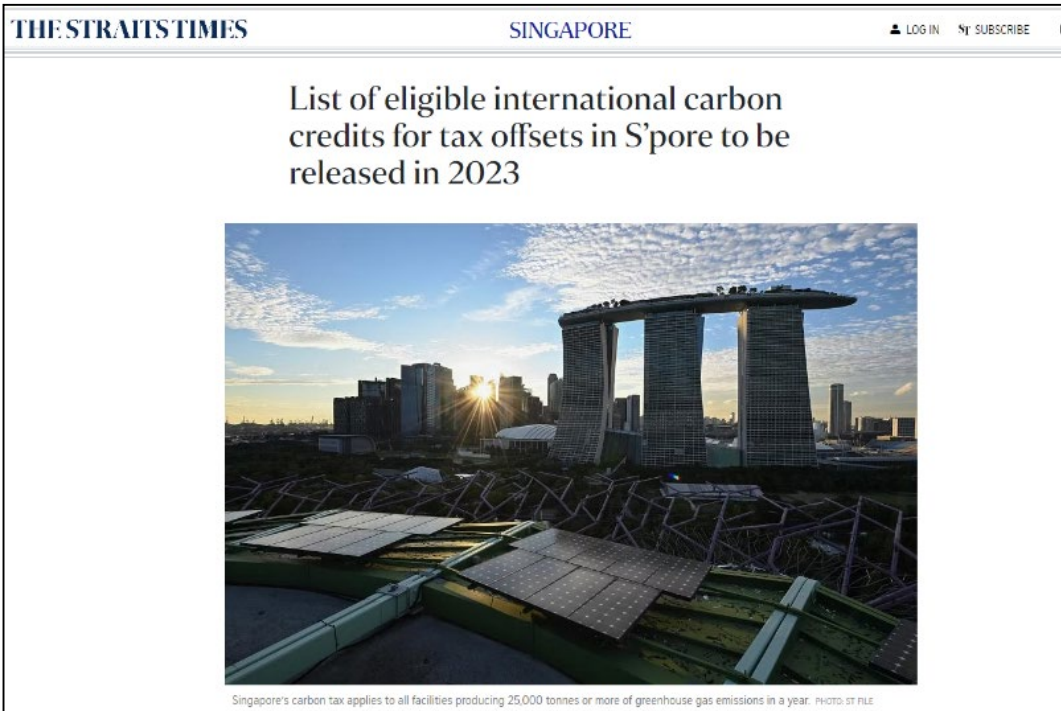 THE STRAITS TIMES
SINGAPORE
LOG IN
ST SUBSCRIBE
List of eligible international carbon
credits for tax offsets in S'pore to be
released in 2023
Singapore's carbon tax applies to all facilities producing 25,000 tonnes or more of greenhouse gas emissions in a year. PHOTO: ST FILE